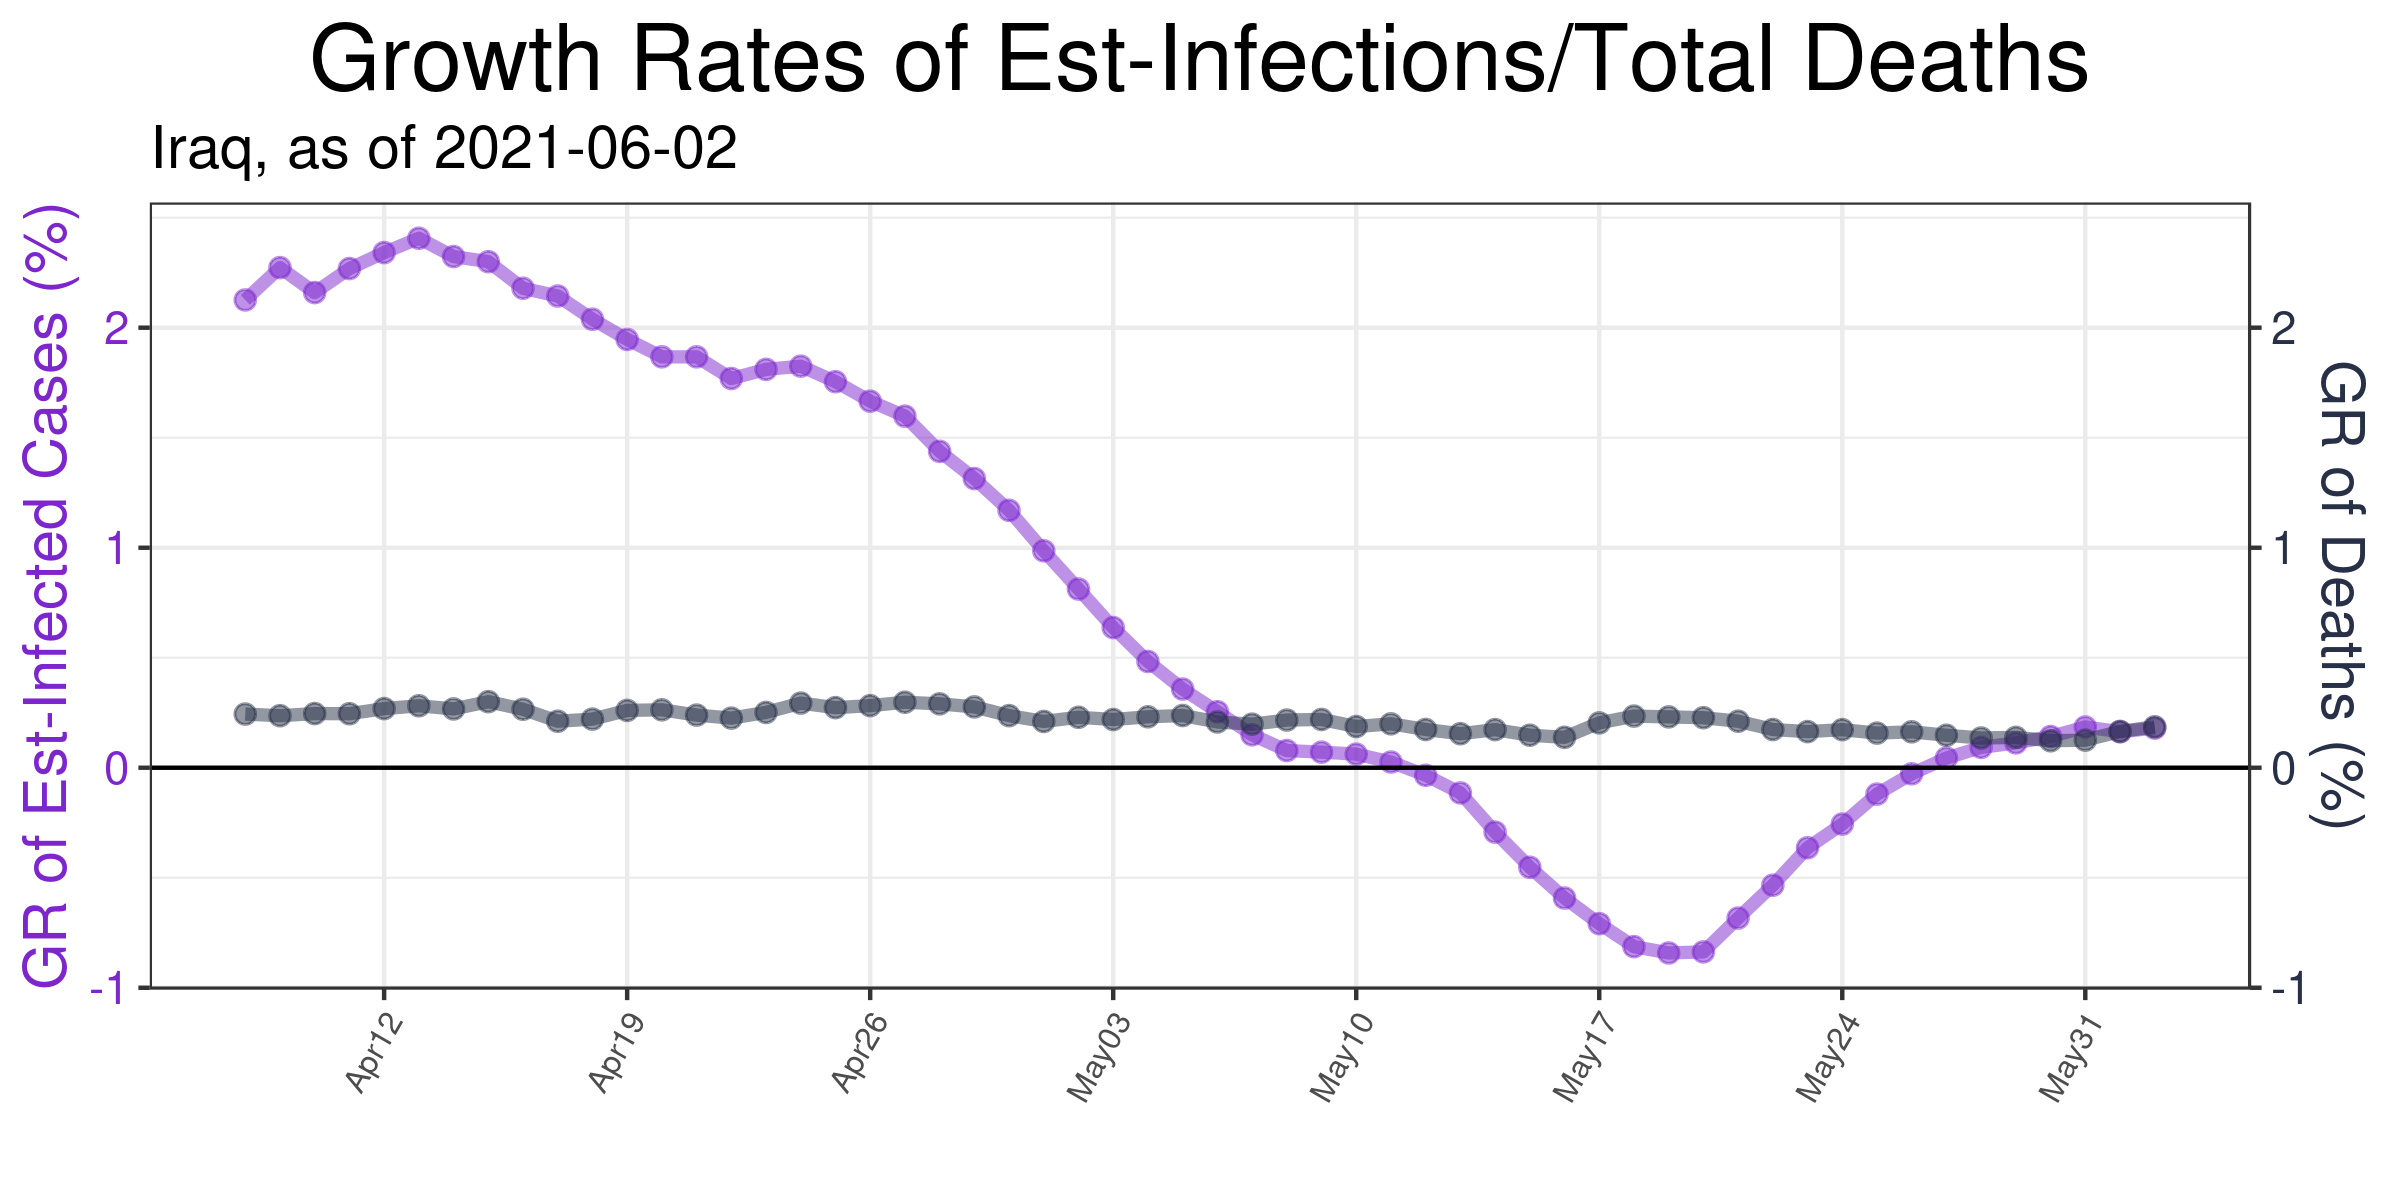 Growth Rates of Est-Infections/Total Deaths
Iraq, as of 2021-06-02
GR of Est-Infected Cases (%)
2
1
0
-1
2
1
0
-1
GR of Deaths (%)
Apr12
Apr19
Apr26
May03
May10
May17
May24
May31